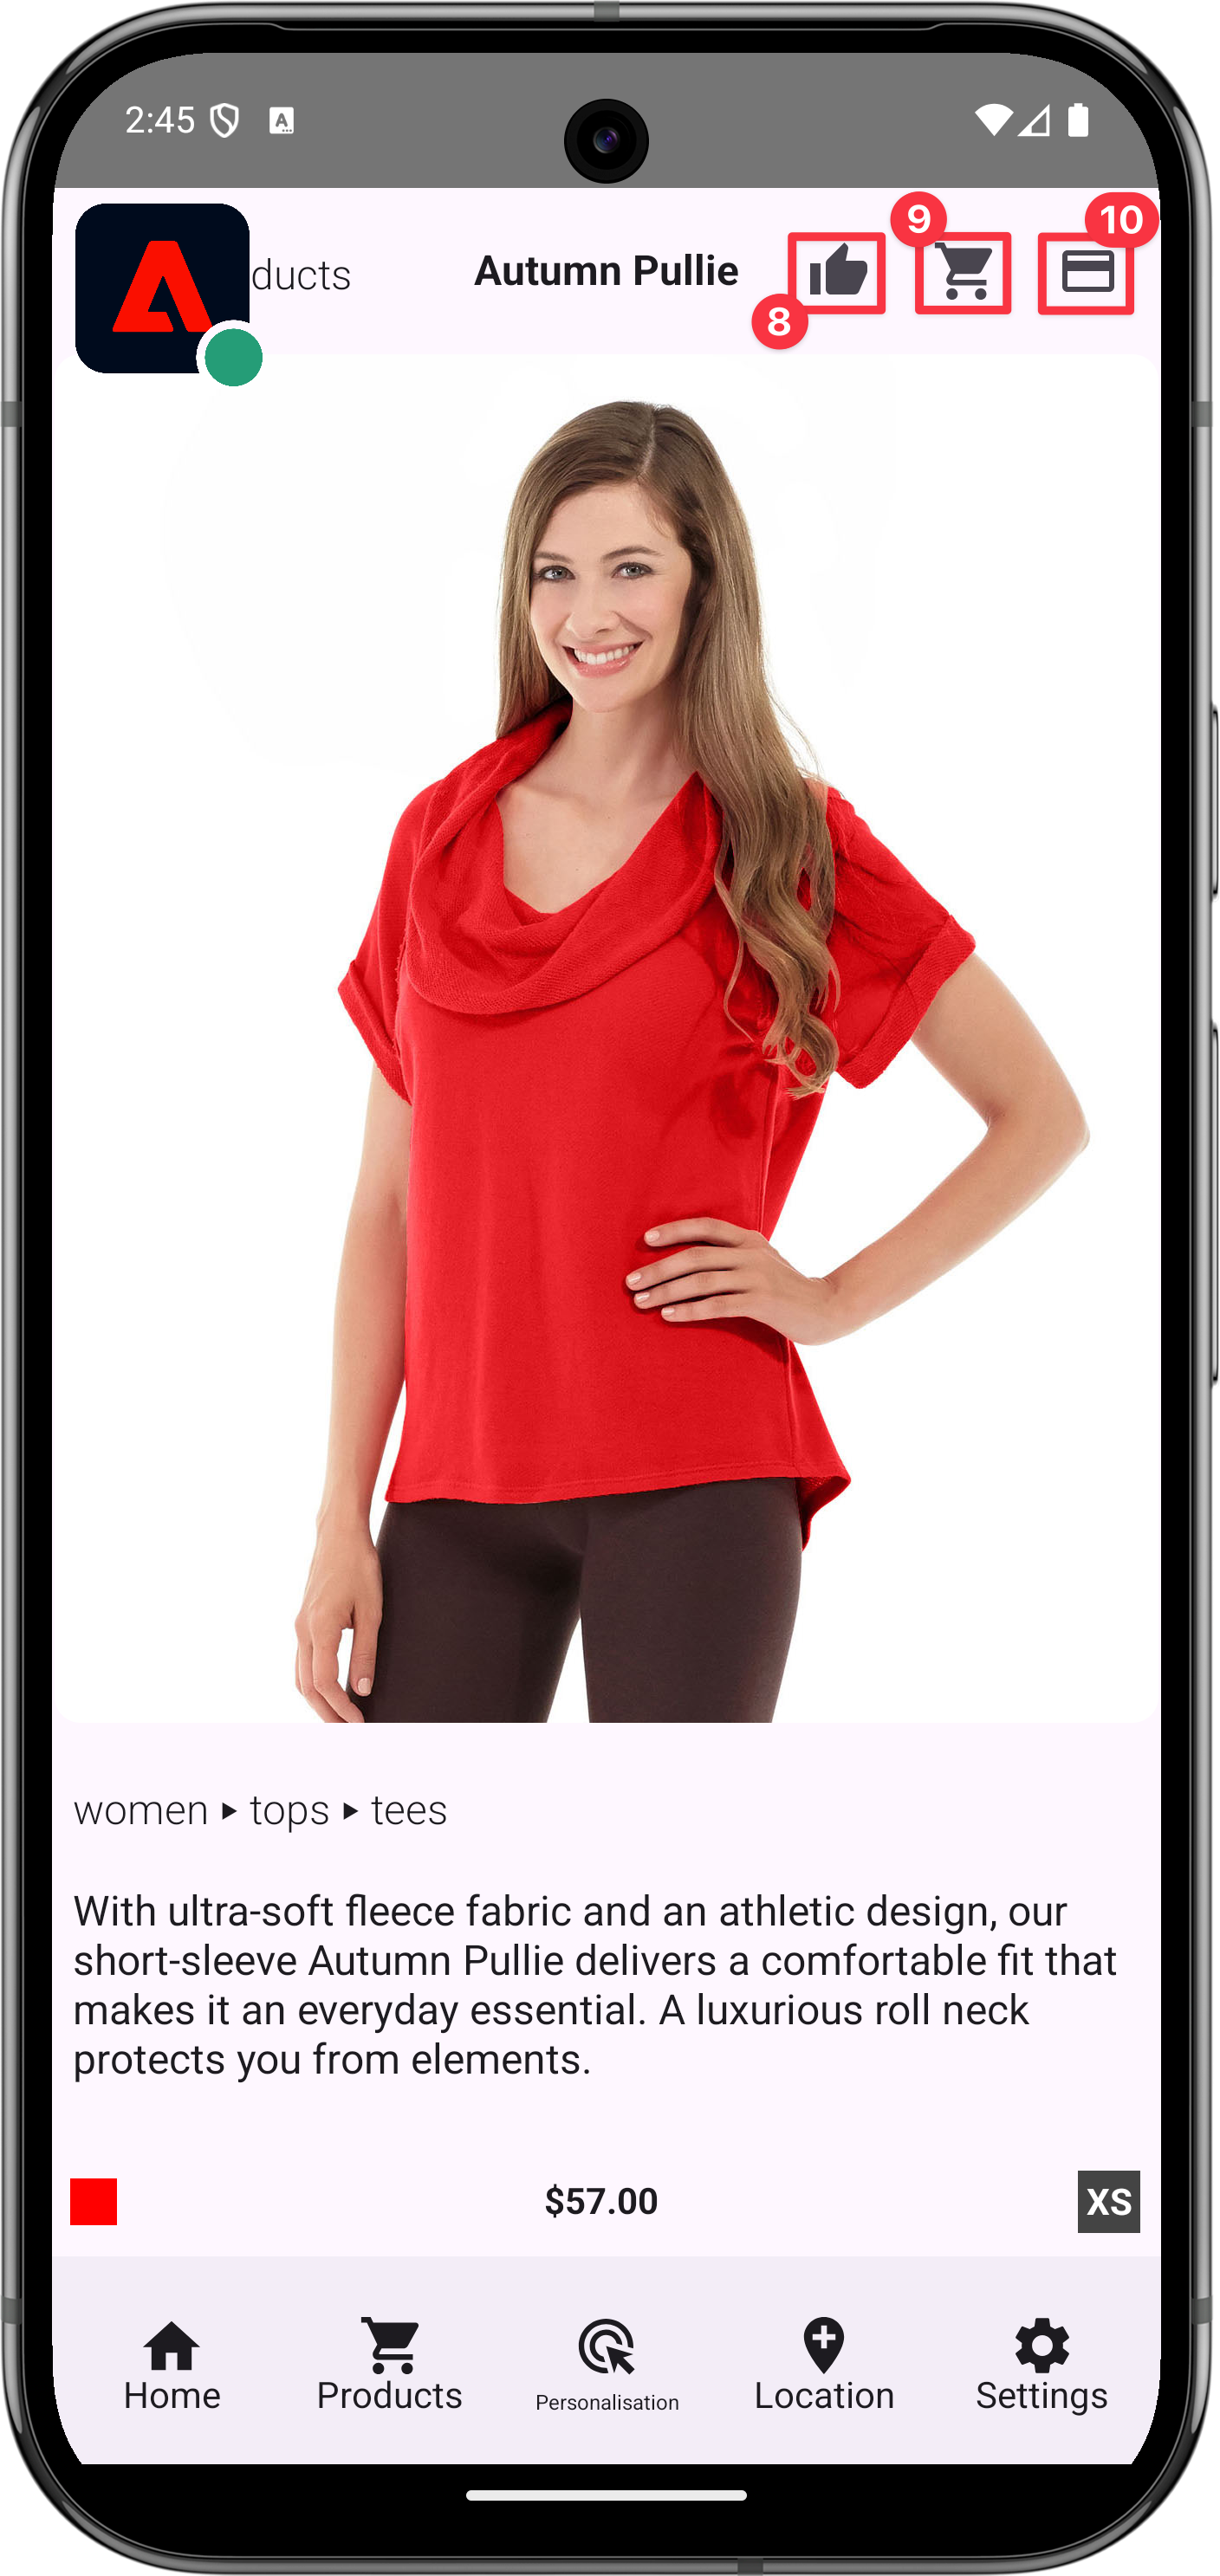 2:45
A
9
10
ducts
Autumn Pullie
8
women ▸ tops ▸ tees
With ultra-soft fleece fabric and an athletic design, our
short-sleeve Autumn Pullie delivers a comfortable fit that
makes it an everyday essential. A luxurious roll neck
protects you from elements.
$57.00
XS
Home
Products
Personalisation
Location
Settings